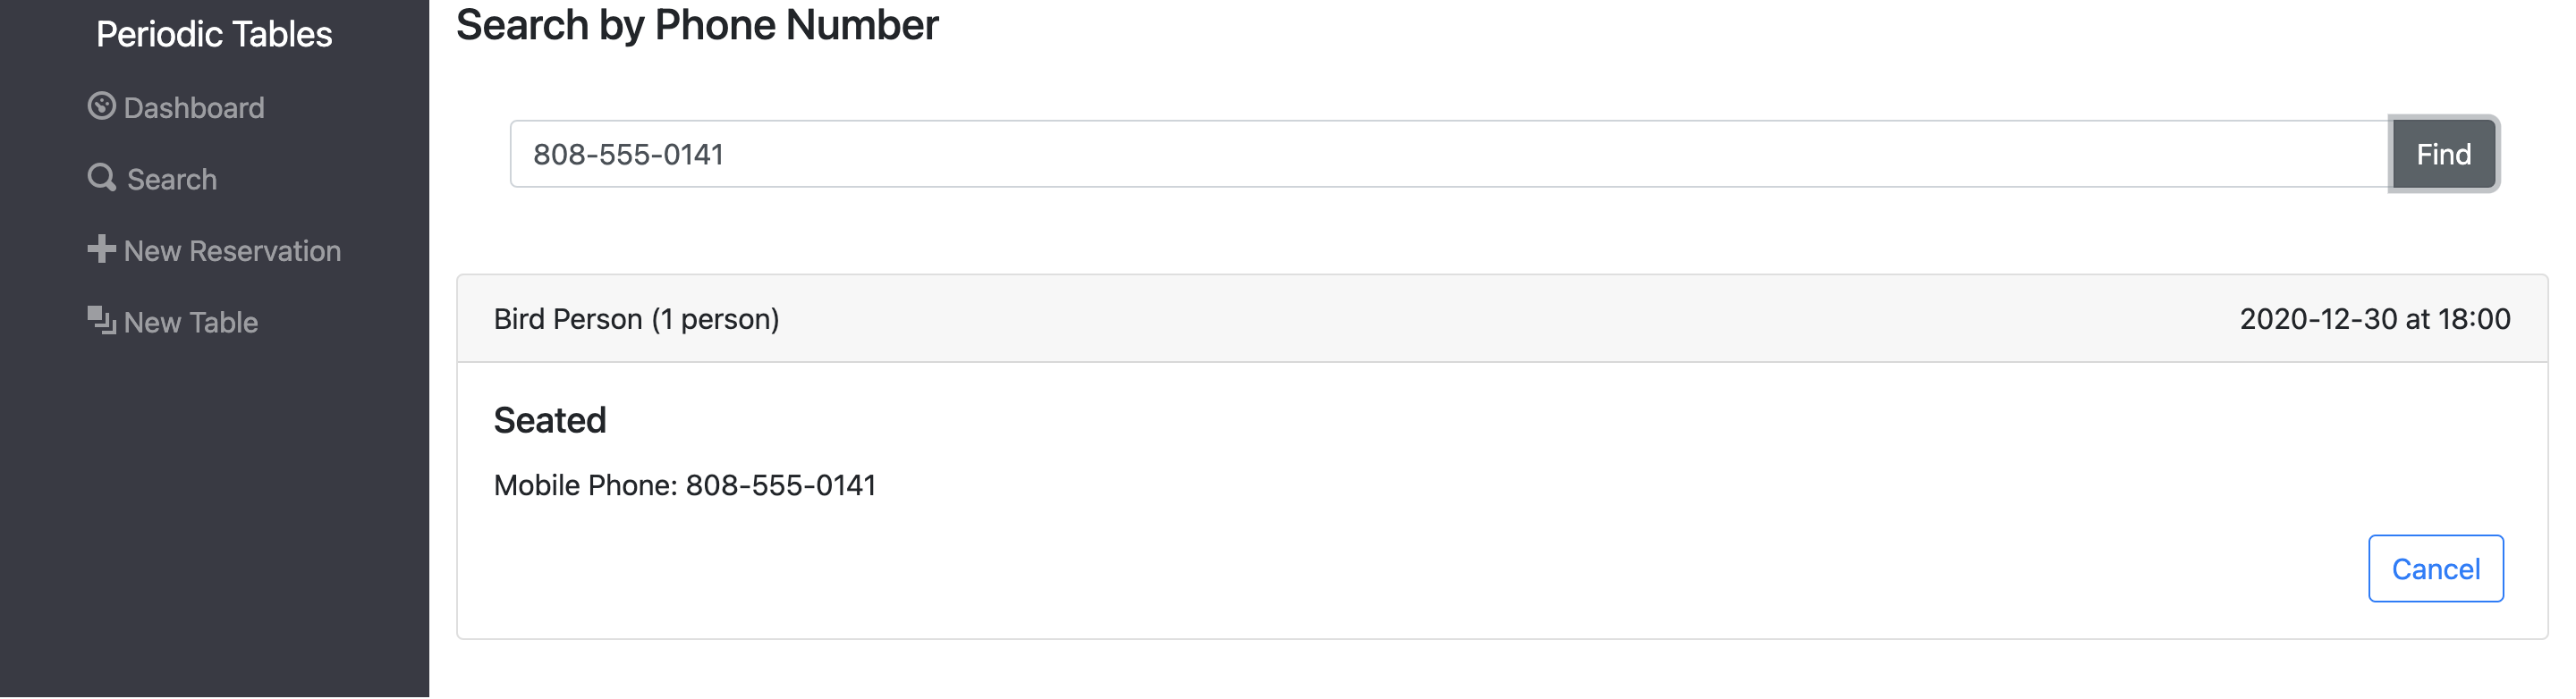 Periodic Tables
Dashboard
Search
New Reservation
New Table
Search by Phone Number
808-555-0141
Find
Bird Person (1 person)
2020-12-30 at 18:00
Seated
Mobile Phone: 808-555-0141
Cancel